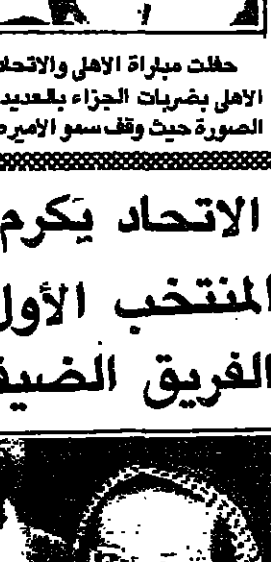 حفلت مباراة الاهلي والاتحاد
الاهلي بضربات الجزاء بالعديد
الصورة حيث وقف سمو الامير
الاتحاد يكرم
المنتخب الأول
الفريق الضيف